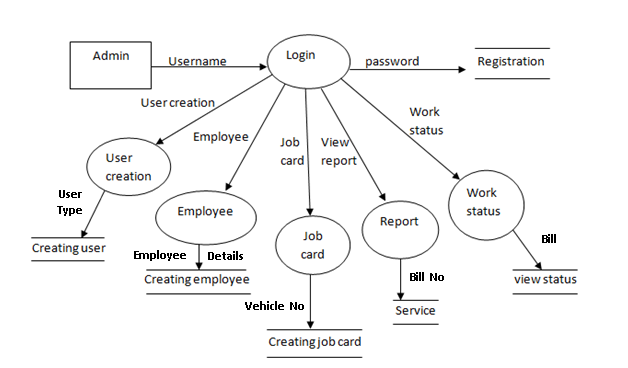 Admin
Username
Login
password
Registration
User creation
Employee
Job
card
View
report
Work
status
User
creation
User
Type
Creating user
Employee
Employee Details
Creating employee
Job
card
Vehicle No
Creating job card
Report
Bill No
Service
Work
status
Bill
view status